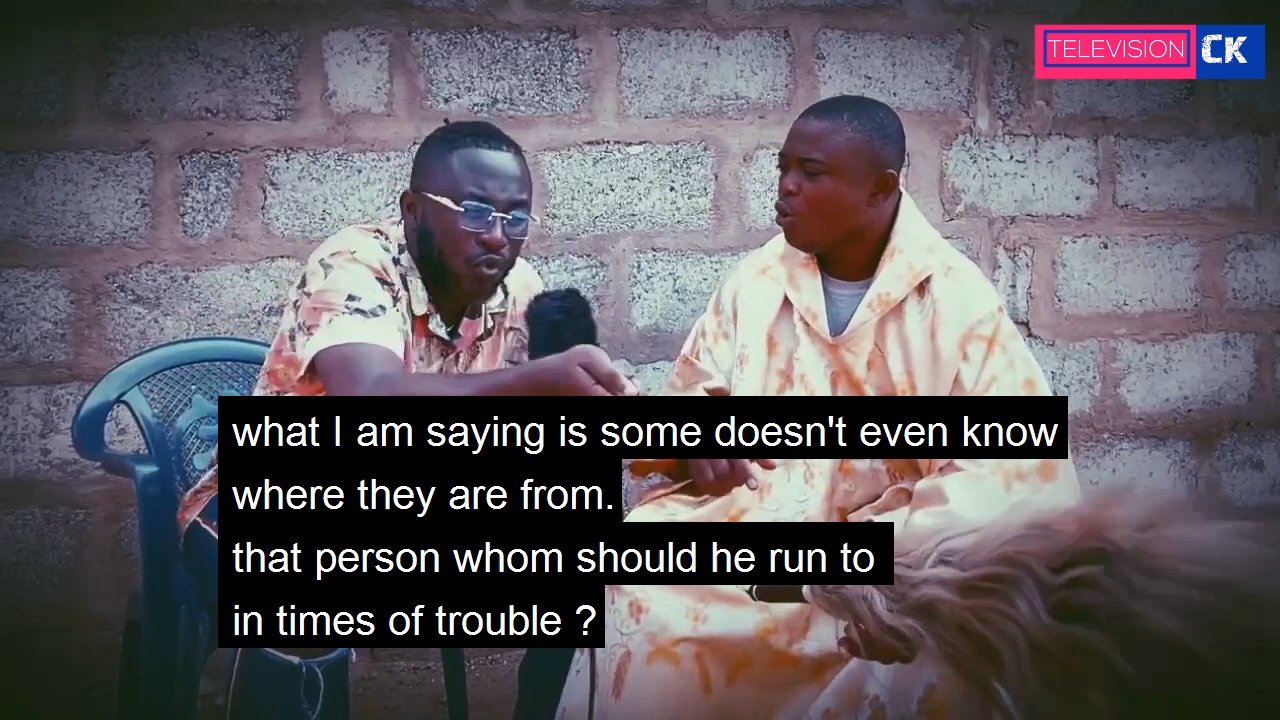 TELEVISION CK
what I am saying is some doesn't even know
where they are from.
that person whom should he run to
in times of trouble ?